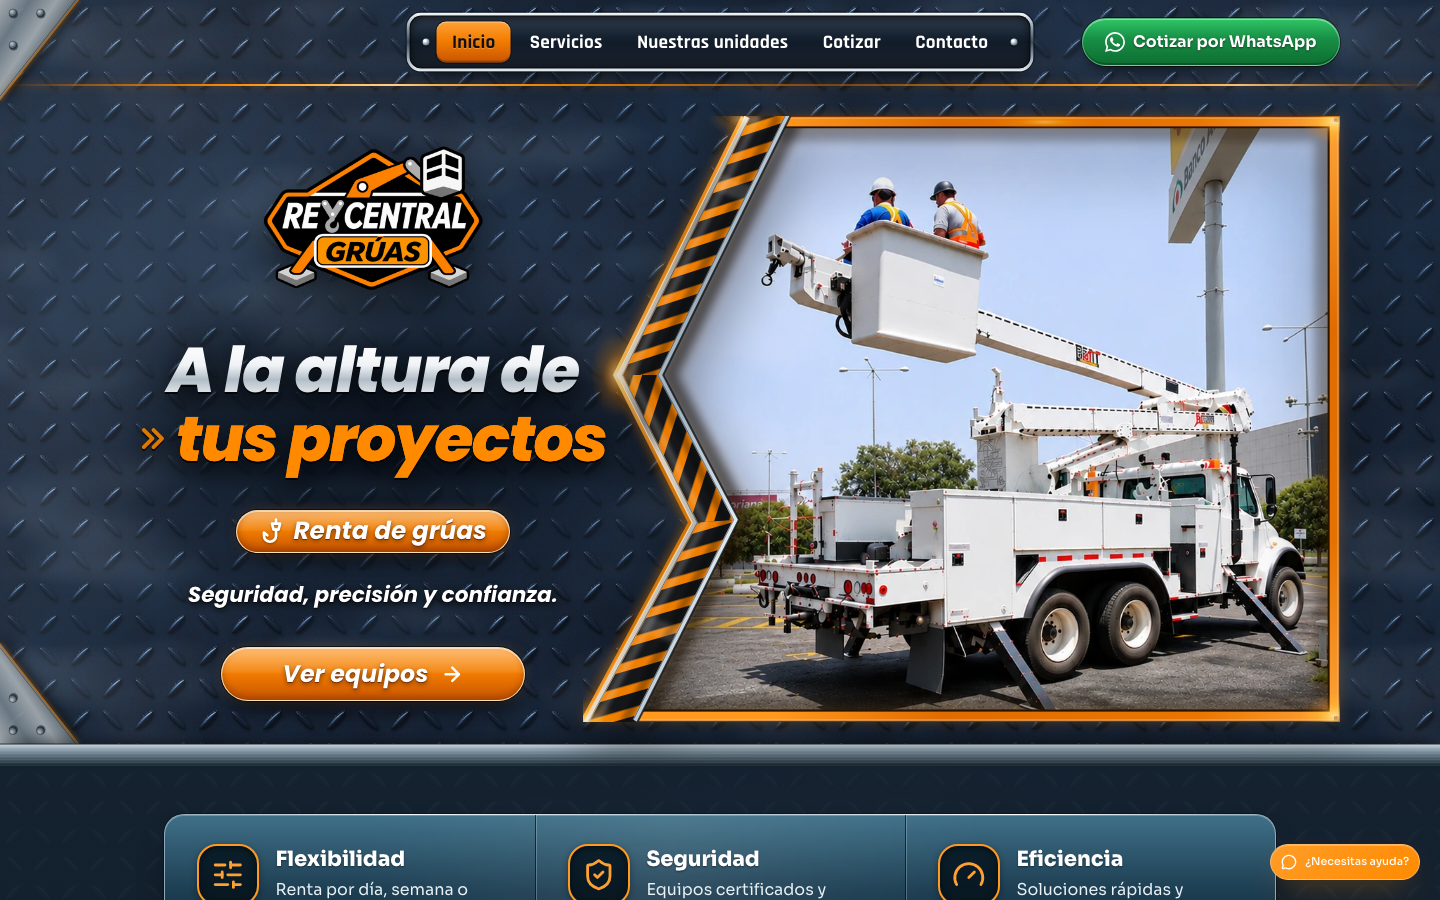 Inicio
Servicios
Nuestras unidades
Cotizar
Contacto
Cotizar por WhatsApp
REY CENTRAL
GRÚAS
A la altura de
tus proyectos
Renta de grúas
Seguridad, precisión y confianza.
Ver equipos
Flexibilidad
Renta por día, semana o
Seguridad
Equipos certificados y
Eficiencia
Soluciones rápidas y
¿Necesitas ayuda?